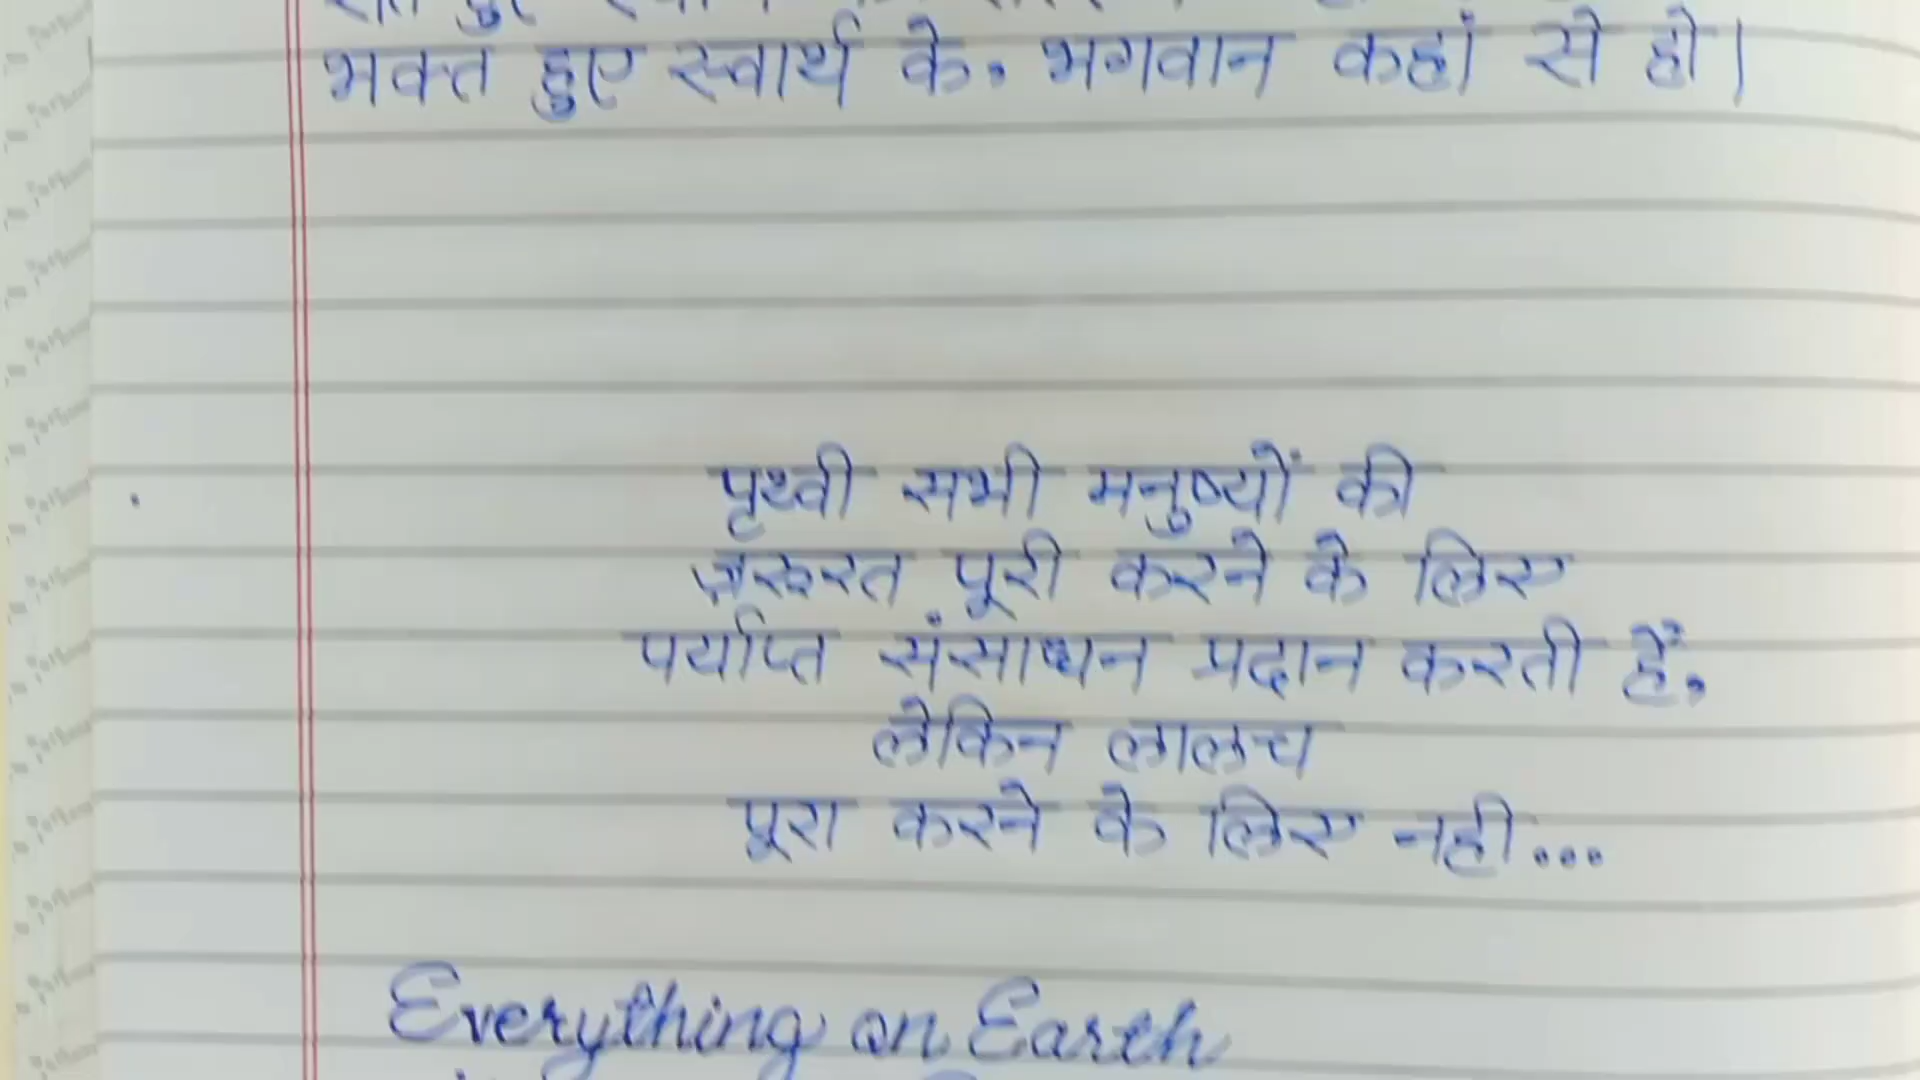 भक्त हुए स्वार्थ के, भगवान कहां से हो।
पृथ्वी सभी मनुष्यों की
ज़रूरत पूरी करने के लिए
पर्याप्त संसाधन प्रदान करती हैं,
लेकिन लालच
पूरा करने के लिए नही...
Everything on Earth